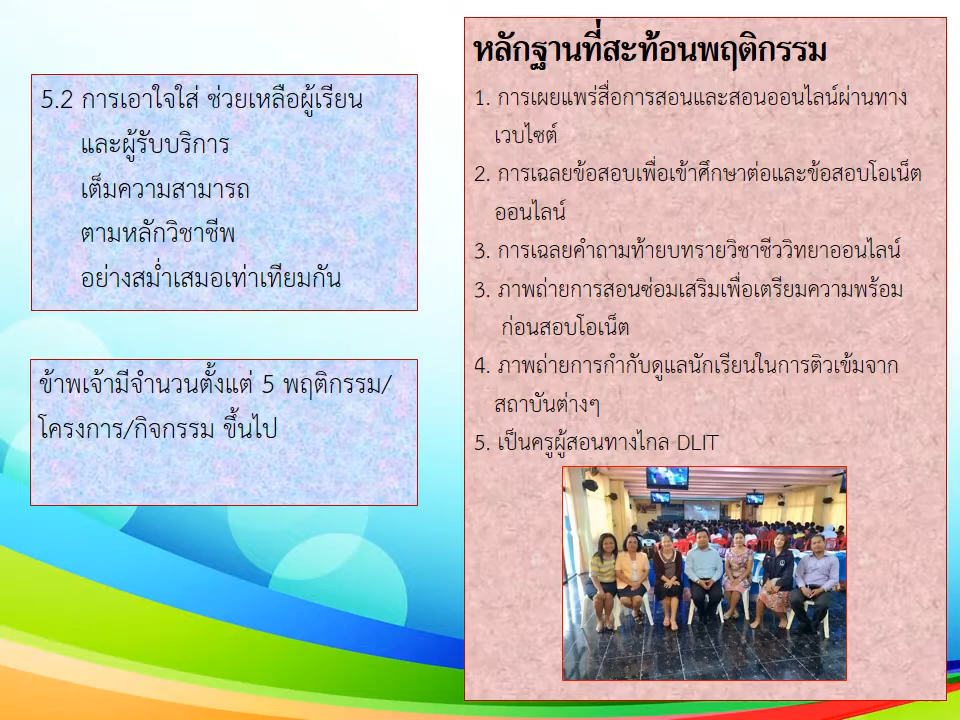 5.2 การเอาใจใส่ ช่วยเหลือผู้เรียน
และผู้รับบริการ
เต็มความสามารถ
ตามหลักวิชาชีพ
อย่างสม่ำเสมอเท่าเทียมกัน
ข้าพเจ้ามีจำนวนตั้งแต่ 5 พฤติกรรม/
โครงการ/กิจกรรม ขึ้นไป
หลักฐานที่สะท้อนพฤติกรรม
1. การเผยแพร่สื่อการสอนและสอนออนไลน์ผ่านทาง
เวบไซต์
2. การเฉลยข้อสอบเพื่อเข้าศึกษาต่อและข้อสอบโอเน็ต
ออนไลน์
3. การเฉลยคำถามท้ายบทรายวิชาชีววิทยาออนไลน์
3. ภาพถ่ายการสอนซ่อมเสริมเพื่อเตรียมความพร้อม
ก่อนสอบโอเน็ต
4. ภาพถ่ายการกำกับดูแลนักเรียนในการติวเข้มจาก
สถาบันต่างๆ
5. เป็นครูผู้สอนทางไกล DLIT